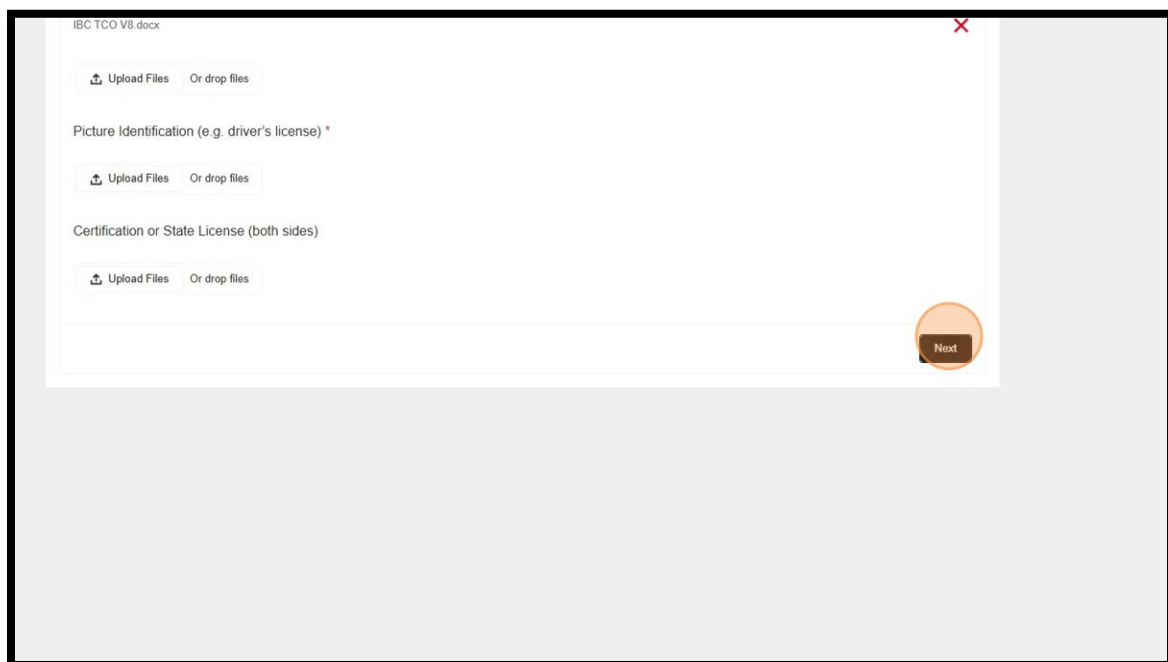 IBC TCO V8.docx
Upload Files Or drop files
Picture Identification (e.g. driver's license) *
Upload Files Or drop files
Certification or State License (both sides)
Upload Files Or drop files
Next